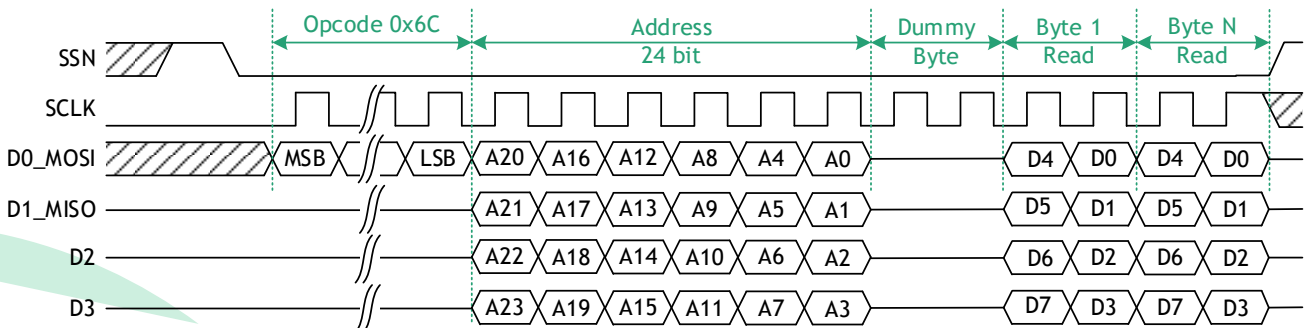 Opcode 0x6C Address Dummy Byte 1 Byte N
24 bit Byte Read Read
SSN
SCLK
D0_MOSI MSB LSB A20 A16 A12 A8 A4 A0 D4 D0 D4 D0
D1_MISO A21 A17 A13 A9 A5 A1 D5 D1 D5 D1
D2 A22 A18 A14 A10 A6 A2 D6 D2 D6 D2
D3 A23 A19 A15 A11 A7 A3 D7 D3 D7 D3